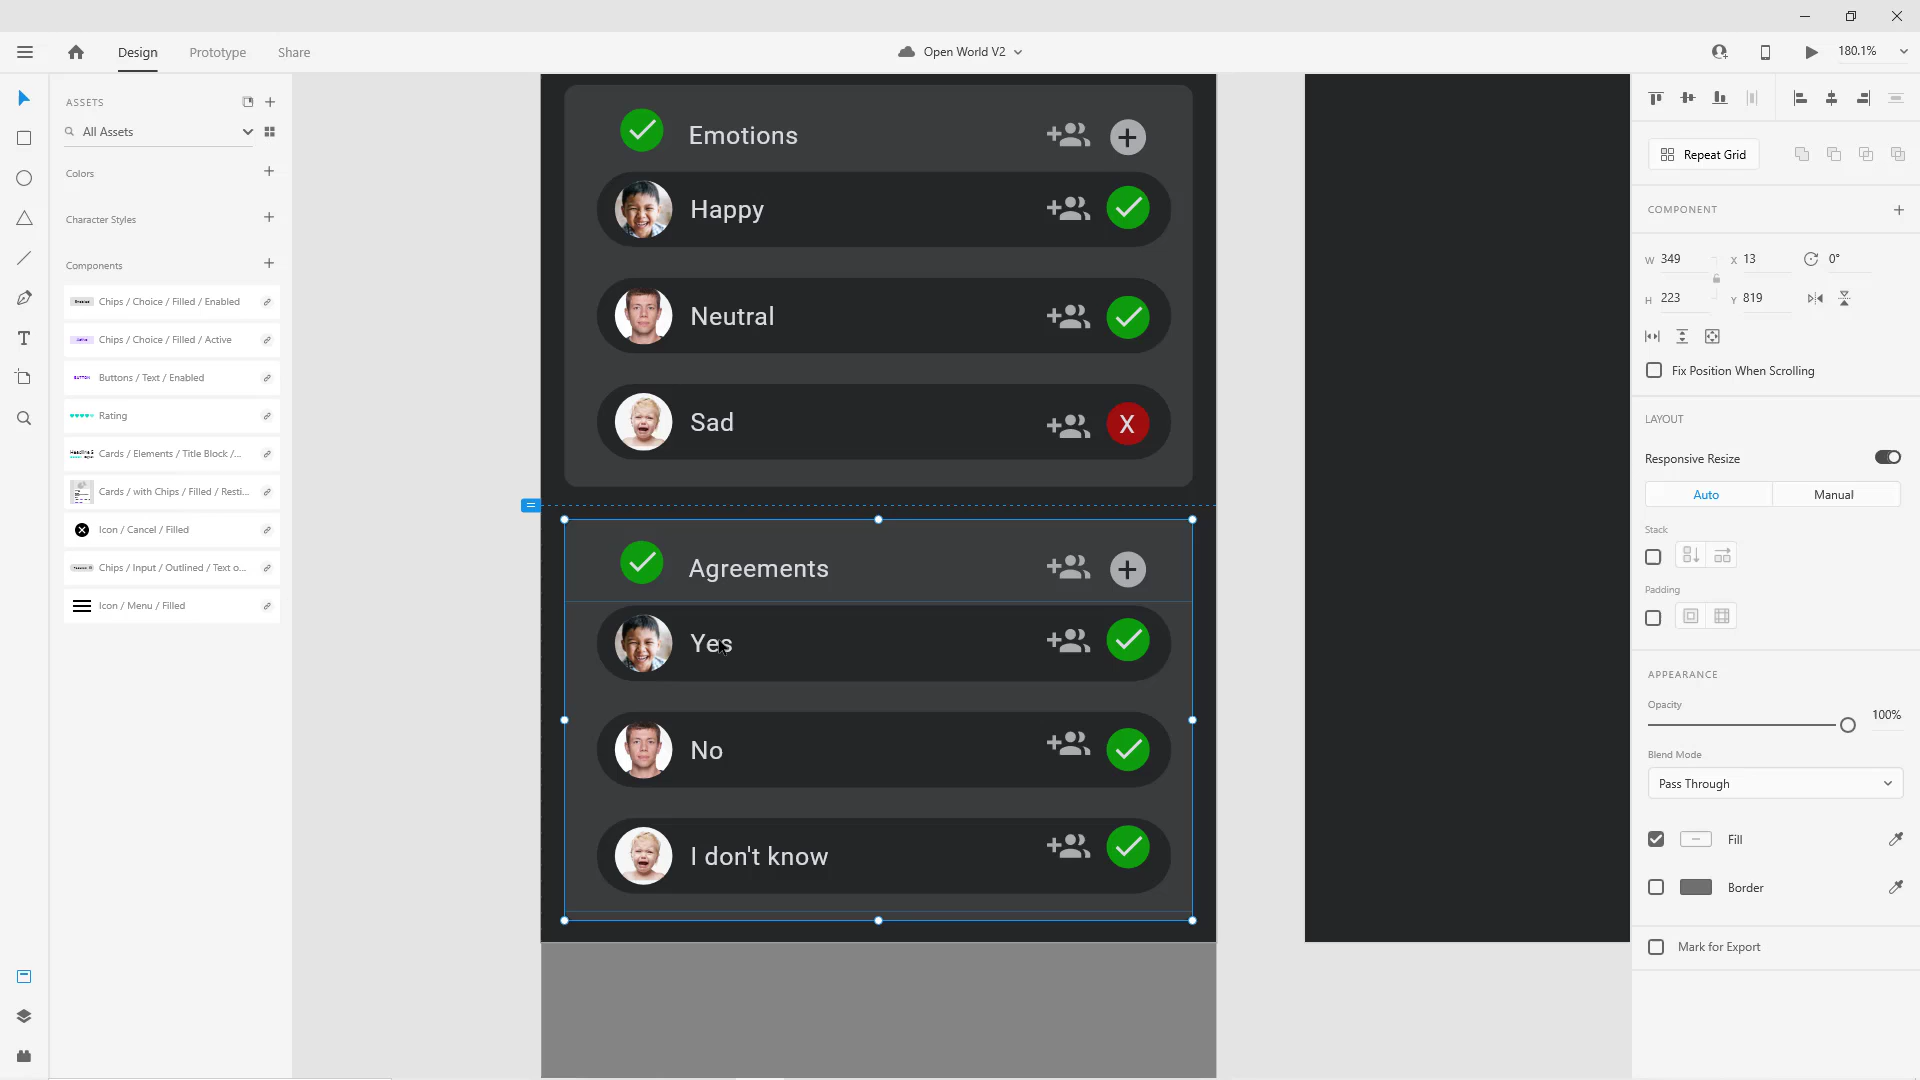 Design
Prototype
Share
Open World V2
180.1%
ASSETS
All Assets
Colors
Character Styles
Components
Chips / Choice / Filled / Enabled
Chips / Choice / Filled / Active
Buttons / Text / Enabled
Rating
Cards / Elements / Title Block /...
Cards / with Chips / Filled / Resti...
Icon / Cancel / Filled
Chips / Input / Outlined / Text o...
Icon / Menu / Filled
Emotions
Happy
Neutral
Sad
X
Agreements
Yes
No
I don't know
Repeat Grid
COMPONENT
W 349
X 13
0°
H 223
Y 819
Fix Position When Scrolling
LAYOUT
Responsive Resize
Auto
Manual
Stack
Padding
APPEARANCE
Opacity
100%
Blend Mode
Pass Through
Fill
Border
Mark for Export